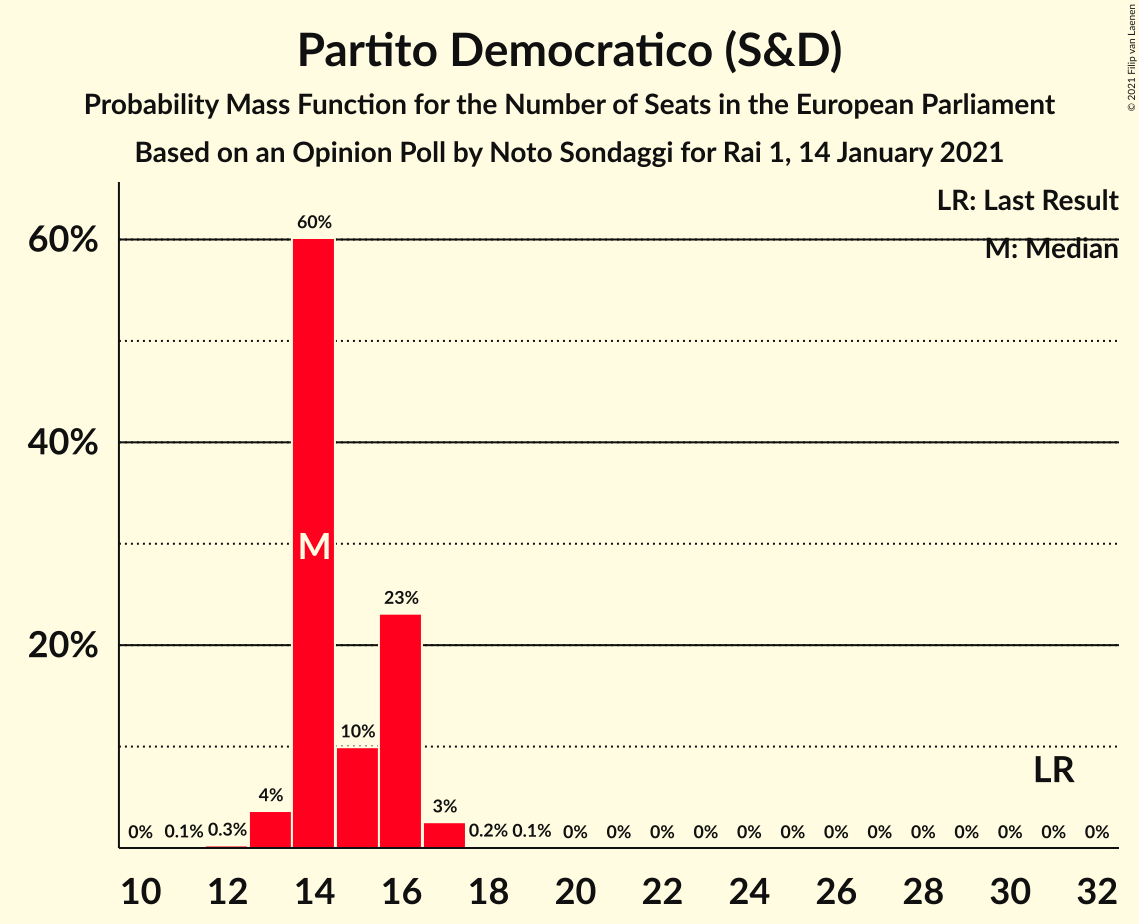 Partito Democratico (S&D)
Probability Mass Function for the Number of Seats in the European Parliament
Based on an Opinion Poll by Noto Sondaggi for Rai 1, 14 January 2021
© 2021 Filip van Laenen
LR: Last Result
M: Median
60%
40%
20%
60%
M
23%
10%
LR
0% 0.1% 0.3% 4% 3% 0.2% 0.1% 0% 0% 0% 0% 0% 0% 0% 0% 0% 0% 0% 0% 0%
10 12 14 16 18 20 22 24 26 28 30 32